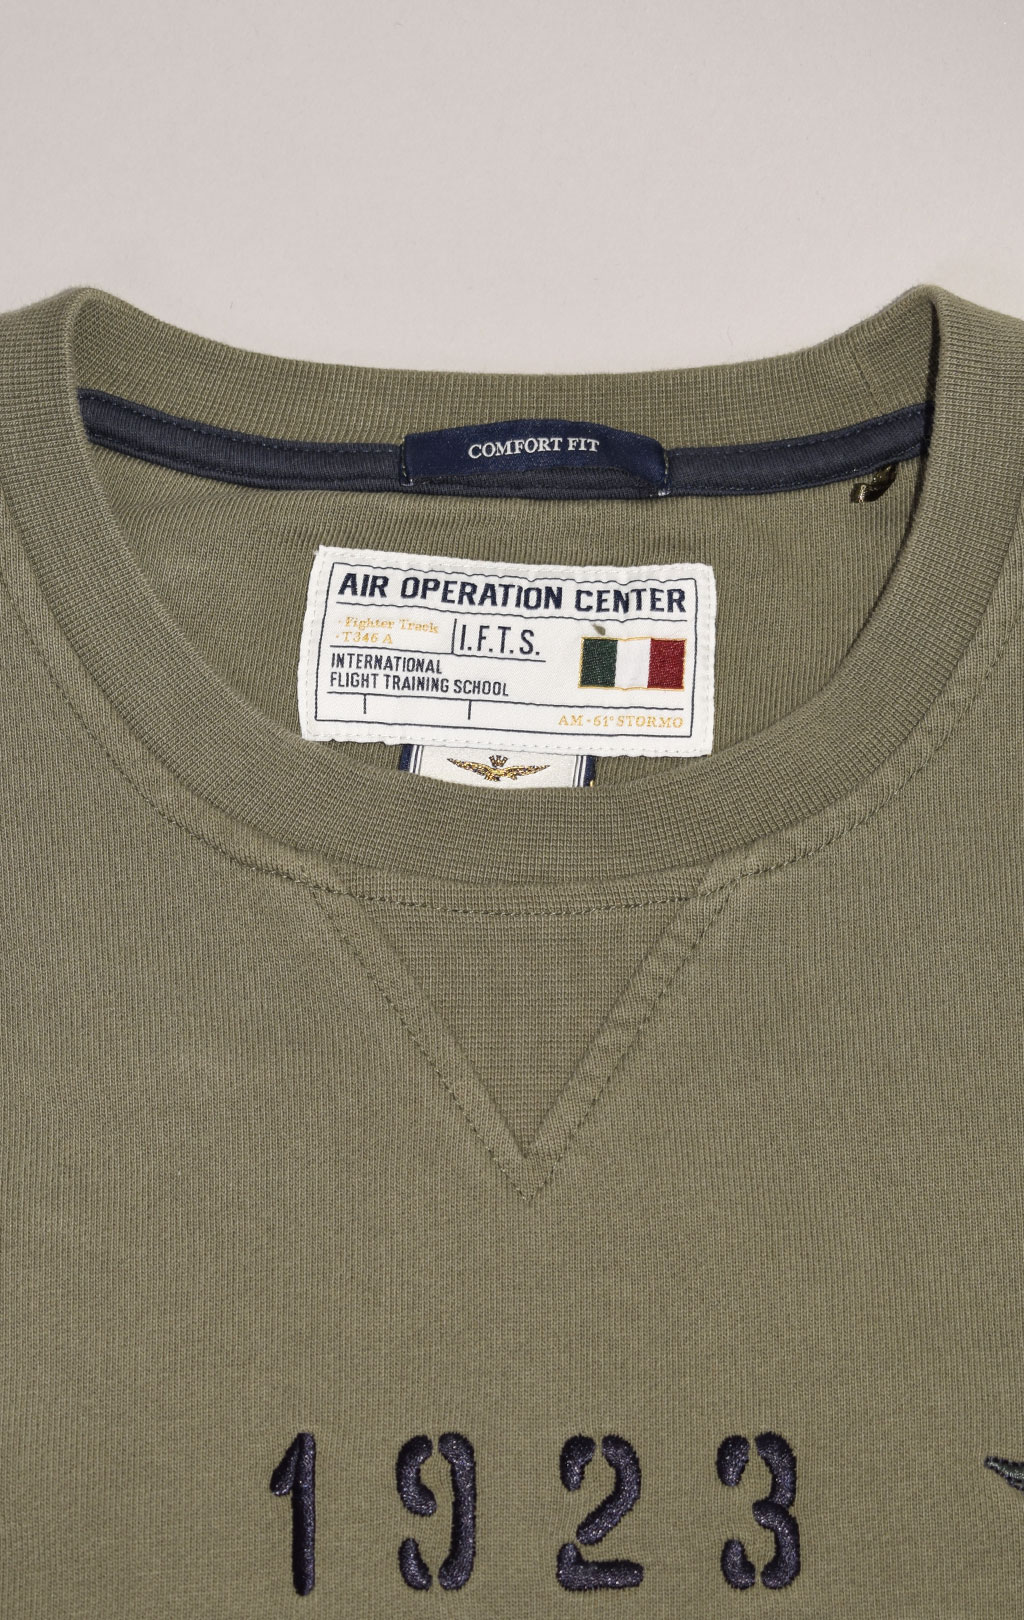 COMFORT FIT
AIR OPERATION CENTER
· Fighter Track
· T346 A
I.F.T.S.
INTERNATIONAL
FLIGHT TRAINING SCHOOL
AM · 61° STORMO
1923